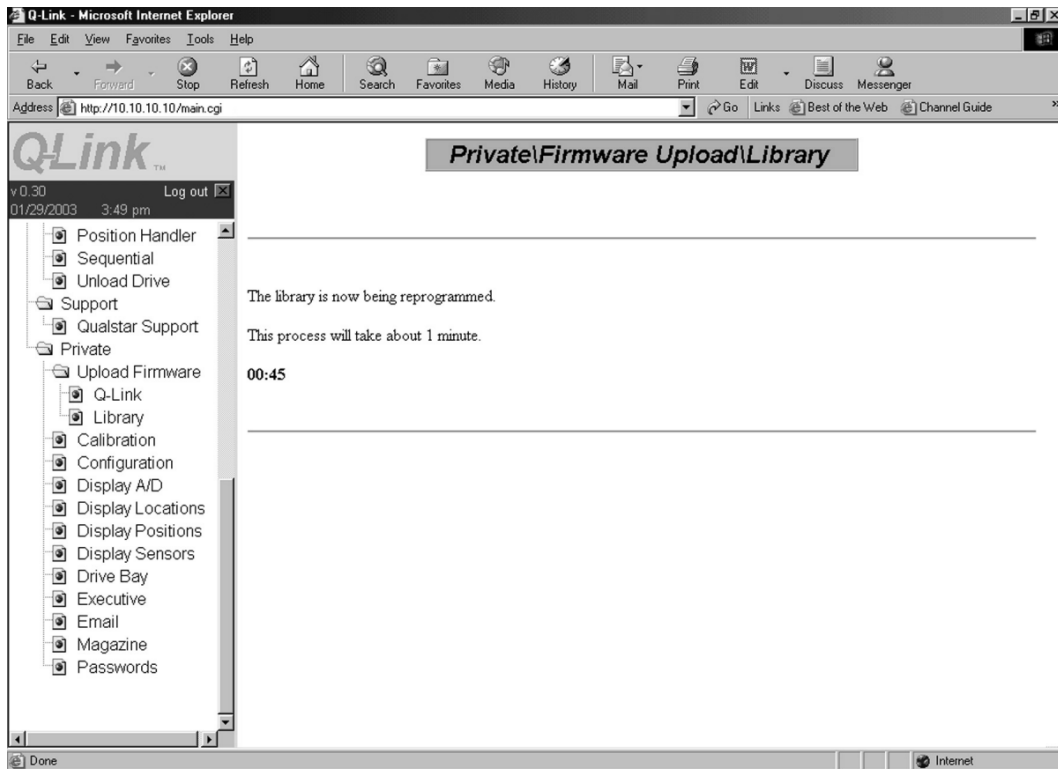 Q-Link - Microsoft Internet Explorer
File Edit View Favorites Tools Help
Back Forward Stop Refresh Home Search Favorites Media History Mail Print Edit Discuss Messenger
Address http://10.10.10.10/main.cgi Go Links Best of the Web Channel Guide »
Q-Link ™
Private\Firmware Upload\Library
v 0.30 Log out
01/29/2003 3:49 pm
Position Handler
Sequential
Unload Drive
Support
Qualstar Support
Private
Upload Firmware
Q-Link
Library
Calibration
Configuration
Display A/D
Display Locations
Display Positions
Display Sensors
Drive Bay
Executive
Email
Magazine
Passwords
The library is now being reprogrammed.
This process will take about 1 minute.
00:45
Done Internet